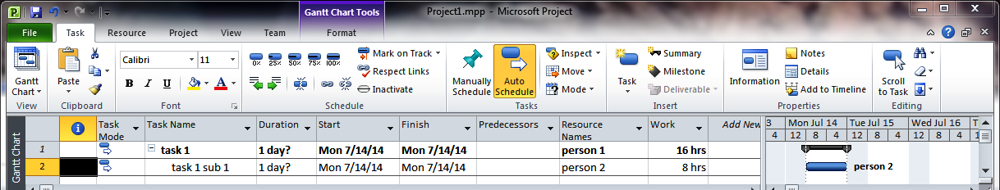 Gantt Chart Tools
Project1.mpp - Microsoft Project
File Task Resource Project View Team Format
Gantt Chart
View
Paste
Clipboard
Calibri 11
B I U A
Font
0% 25% 50% 75% 100%
Mark on Track
Respect Links
Inactivate
Schedule
Manually Schedule
Auto Schedule
Inspect
Move
Mode
Tasks
Task
Summary
Milestone
Deliverable
Insert
Information
Notes
Details
Add to Timeline
Properties
Scroll to Task
Editing
Gantt Chart
Task Mode Task Name Duration Start Finish Predecessors Resource Names Work Add New
3 Mon Jul 14 Tue Jul 15 Wed Jul 16 T
4 12 8 4 12 8 4 12 8 4 1
1 task 1 1 day? Mon 7/14/14 Mon 7/14/14 person 1 16 hrs
2 task 1 sub 1 1 day? Mon 7/14/14 Mon 7/14/14 person 2 8 hrs
person 2